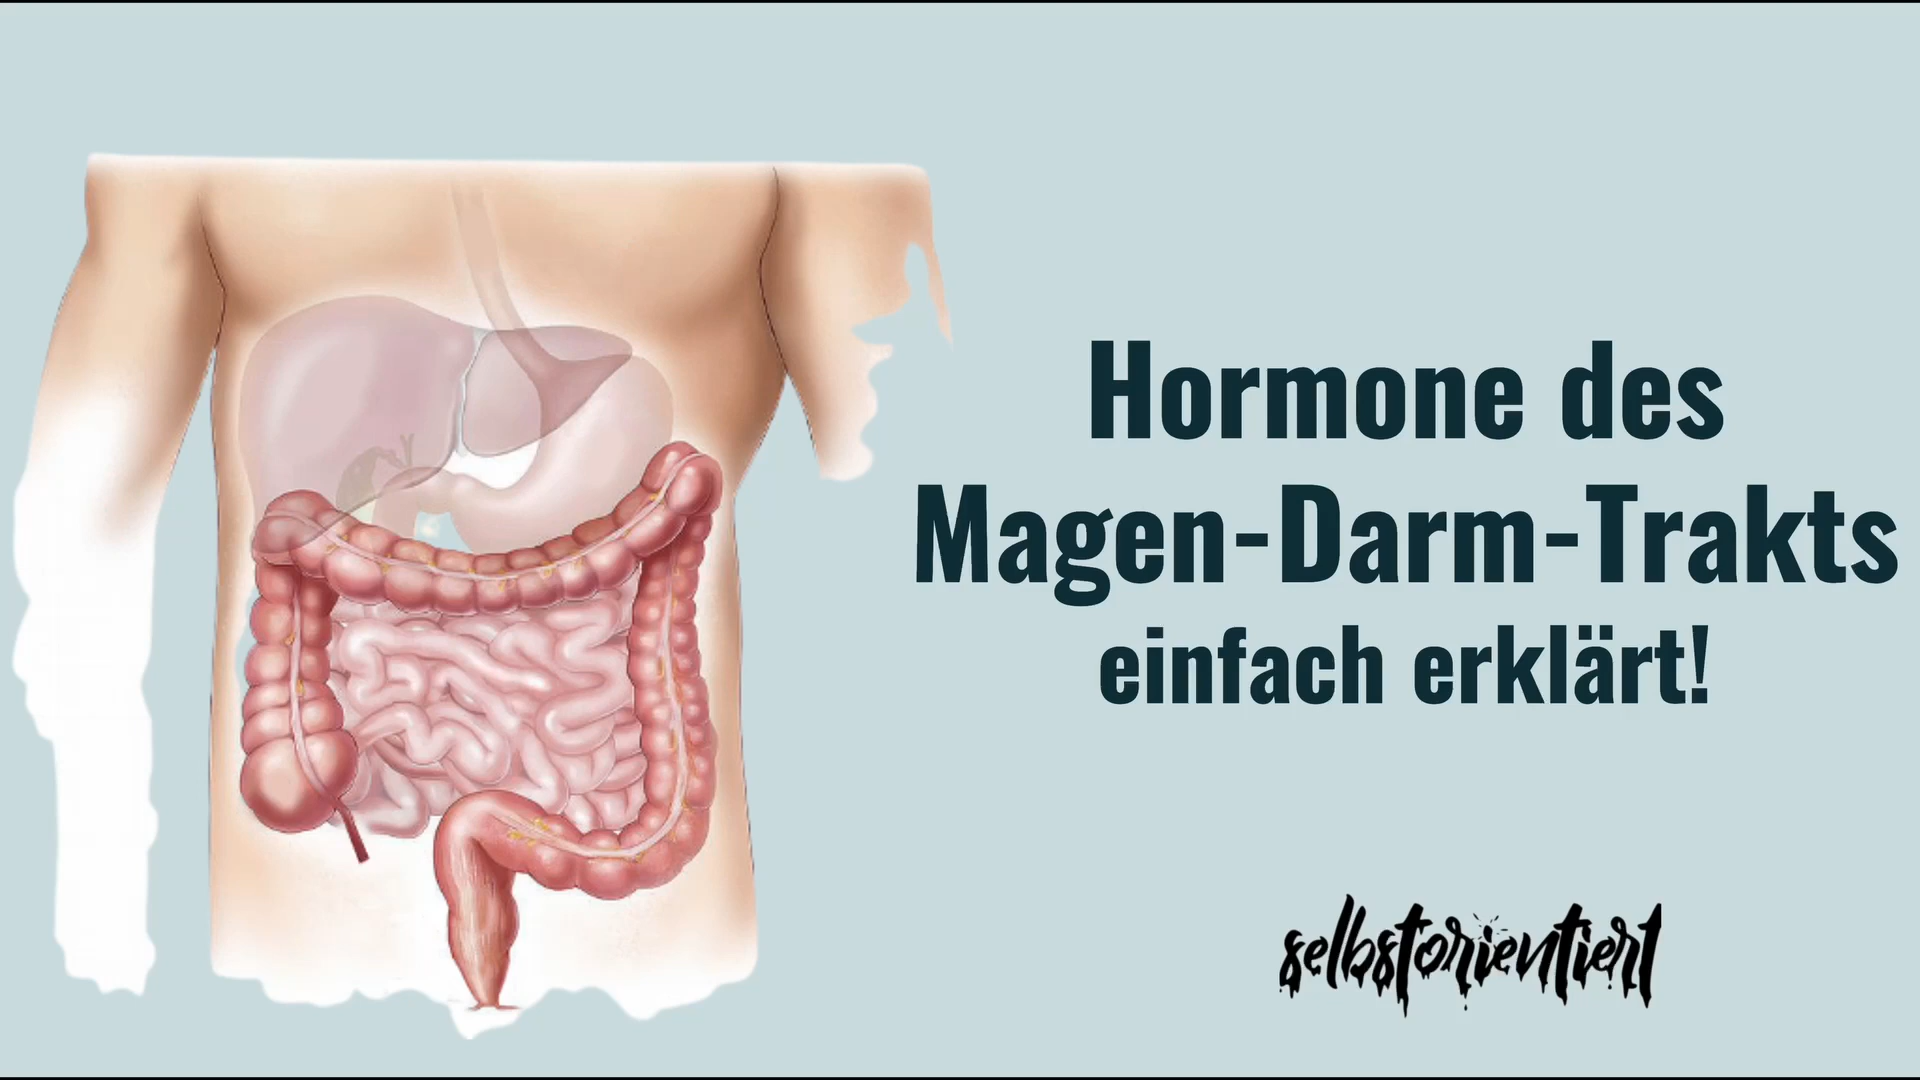 Hormone des
Magen-Darm-Trakts
einfach erklärt!
selbstorientiert